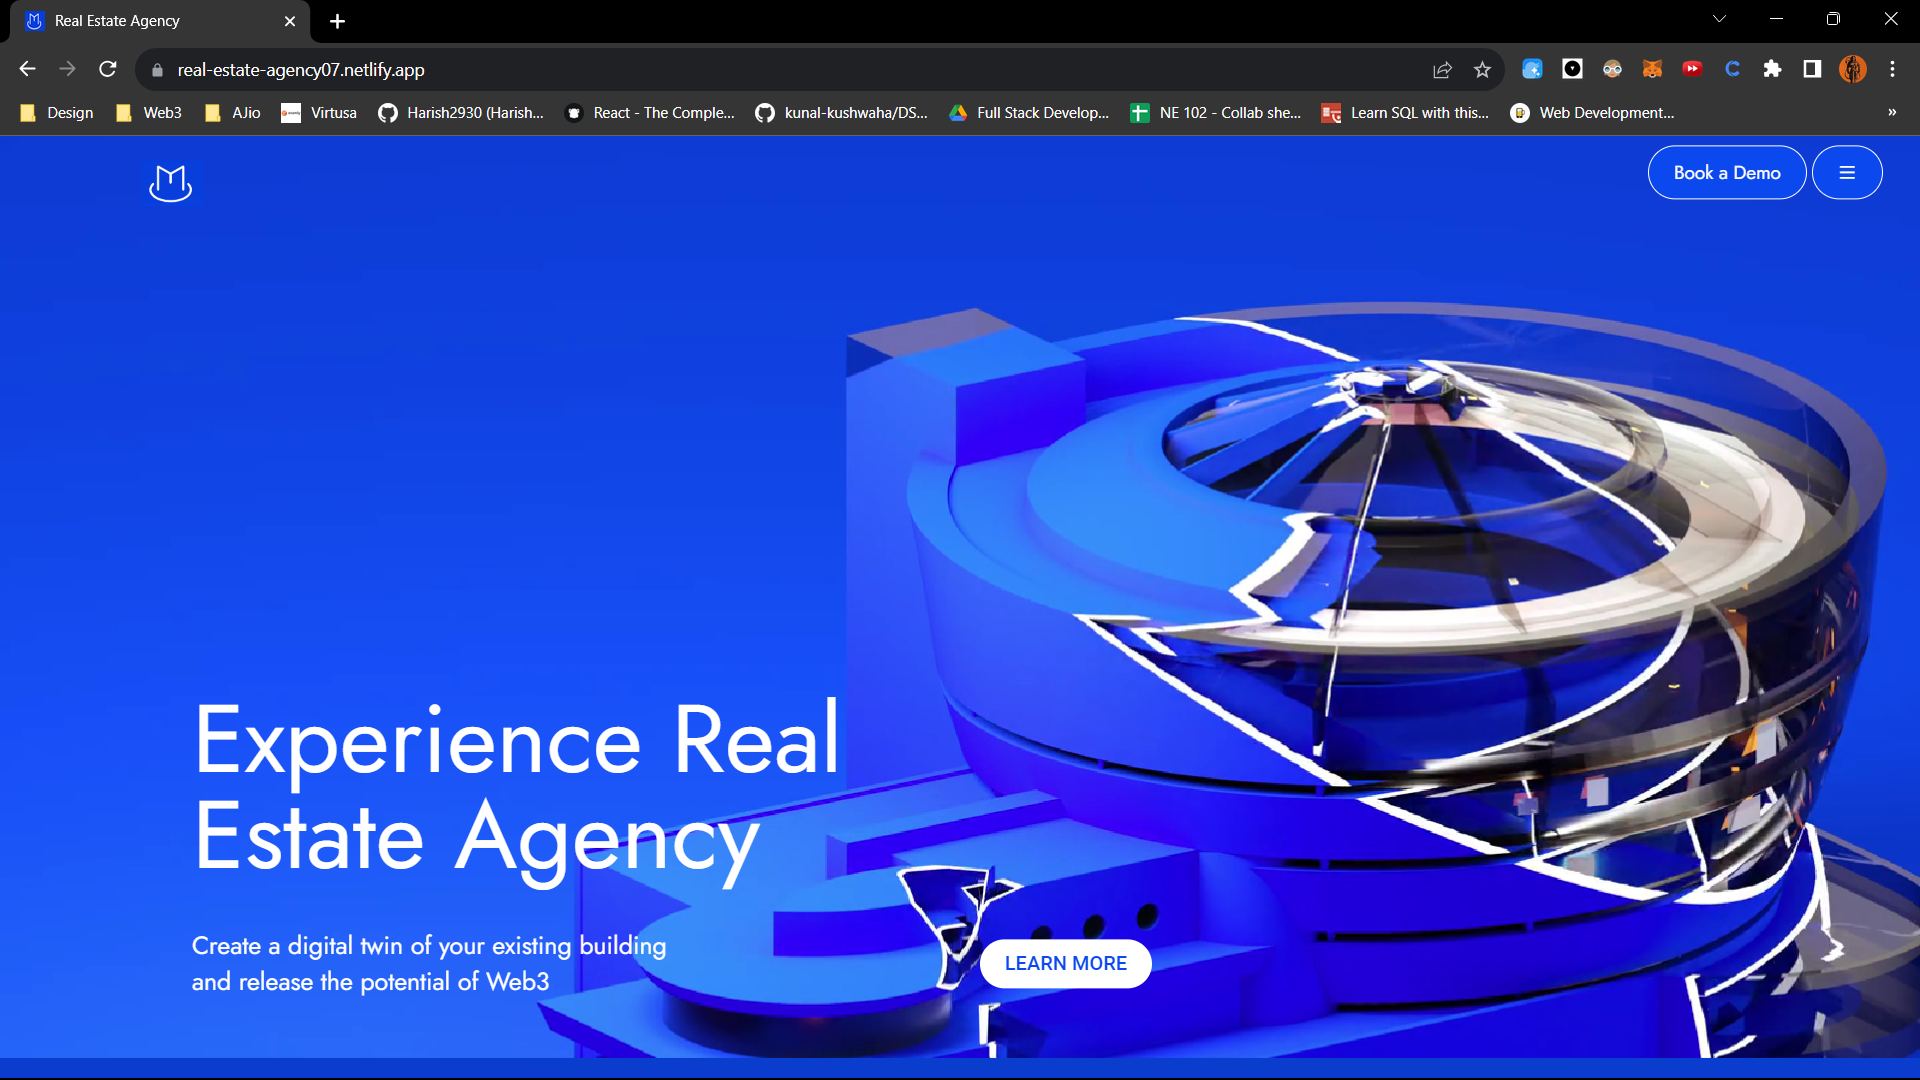 Real Estate Agency
real-estate-agency07.netlify.app
Design
Web3
AJio
Virtusa
Harish2930 (Harish...
React - The Comple...
kunal-kushwaha/DS...
Full Stack Develop...
NE 102 - Collab she...
Learn SQL with this...
Web Development...
»
Book a Demo
Experience Real
Estate Agency
Create a digital twin of your existing building
and release the potential of Web3
LEARN MORE